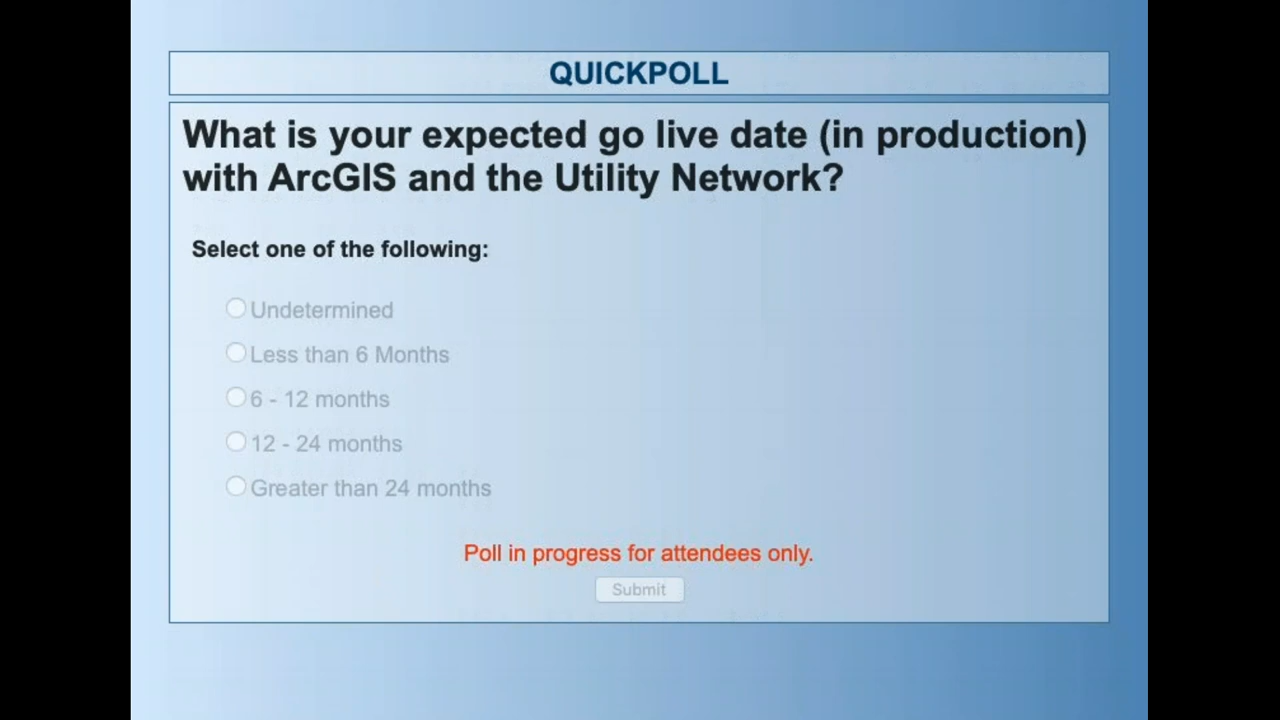 QUICKPOLL
What is your expected go live date (in production)
with ArcGIS and the Utility Network?
Select one of the following:
Undetermined
Less than 6 Months
6 - 12 months
12 - 24 months
Greater than 24 months
Poll in progress for attendees only.
Submit